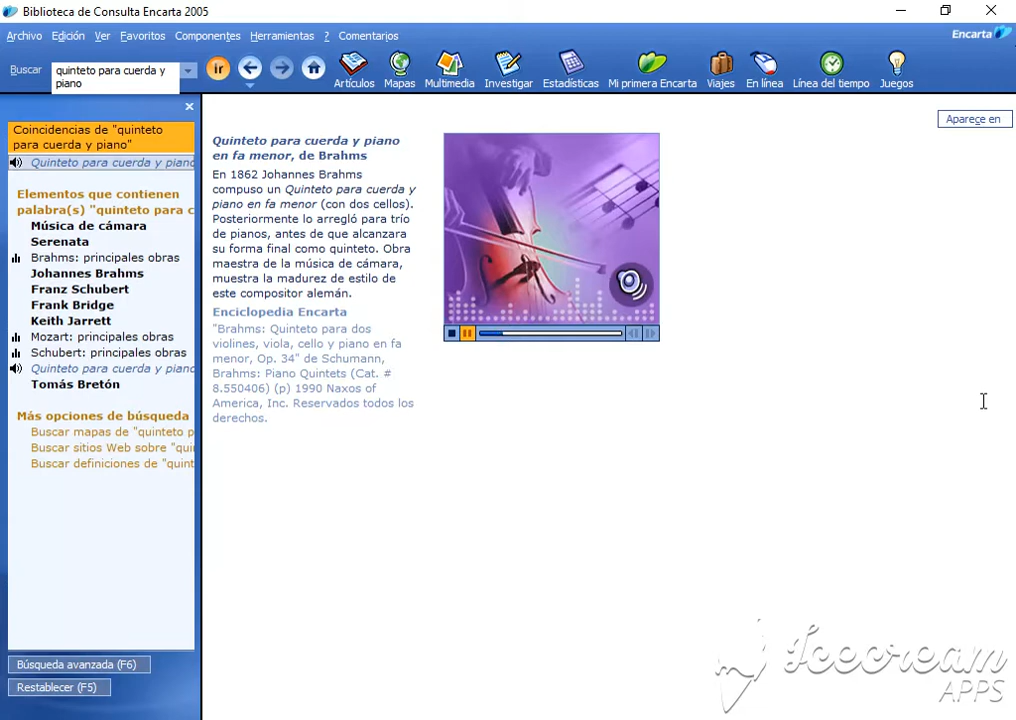 Biblioteca de Consulta Encarta 2005
Archivo Edición Ver Favoritos Componentes Herramientas ? Comentarios
Encarta
Buscar
quinteto para cuerda y
piano
ir
Artículos Mapas Multimedia Investigar Estadísticas Mi primera Encarta Viajes En línea Línea del tiempo Juegos
Coincidencias de "quinteto
para cuerda y piano"
Quinteto para cuerda y piano
Elementos que contienen
palabra(s) "quinteto para c
Música de cámara
Serenata
Brahms: principales obras
Johannes Brahms
Franz Schubert
Frank Bridge
Keith Jarrett
Mozart: principales obras
Schubert: principales obras
Quinteto para cuerda y piano
Tomás Bretón
Más opciones de búsqueda
Buscar mapas de "quinteto p
Buscar sitios Web sobre "qui
Buscar definiciones de "quint
Búsqueda avanzada (F6)
Restablecer (F5)
Aparece en
Quinteto para cuerda y piano
en fa menor, de Brahms
En 1862 Johannes Brahms
compuso un Quinteto para cuerda y
piano en fa menor (con dos cellos).
Posteriormente lo arregló para trío
de pianos, antes de que alcanzara
su forma final como quinteto. Obra
maestra de la música de cámara,
muestra la madurez de estilo de
este compositor alemán.
Enciclopedia Encarta
"Brahms: Quinteto para dos
violines, viola, cello y piano en fa
menor, Op. 34" de Schumann,
Brahms: Piano Quintets (Cat. #
8.550406) (p) 1990 Naxos of
America, Inc. Reservados todos los
derechos.
Icecream
APPS